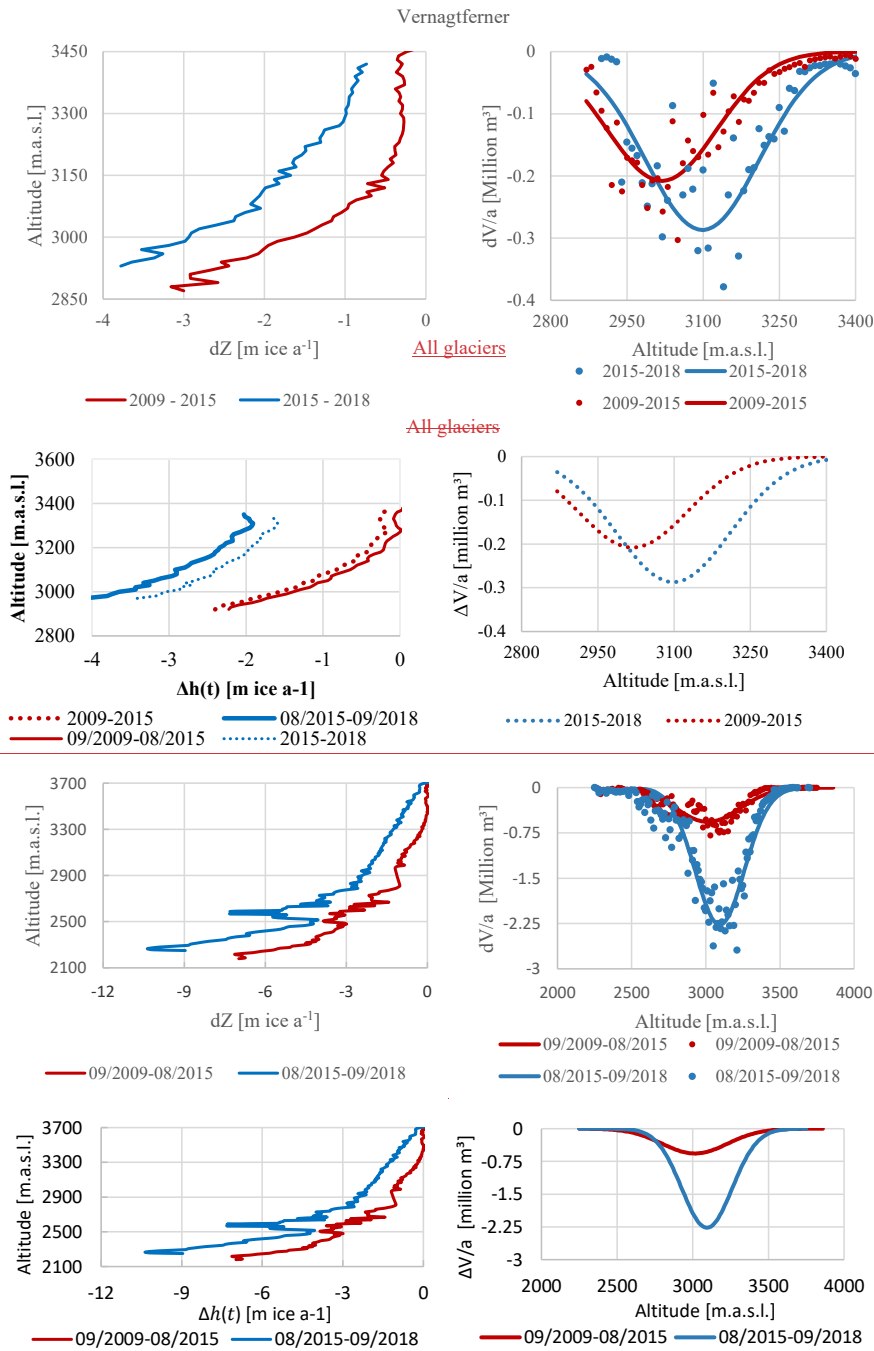 Vernagtferner
3450
3300
3150
3000
2850
Altitude [m.a.s.l.]
-4 -3 -2 -1 0
dZ [m ice a⁻¹]
2009 - 2015 2015 - 2018
0
-0.1
-0.2
-0.3
-0.4
dV/a [Million m³]
2800 2950 3100 3250 3400
Altitude [m.a.s.l.]
2015-2018 2015-2018
2009-2015 2009-2015
All glaciers
All glaciers
3600
3400
3200
3000
2800
Altitude [m.a.s.l.]
-4 -3 -2 -1 0
Δh(t) [m ice a-1]
2009-2015 08/2015-09/2018
09/2009-08/2015 2015-2018
0
-0.1
-0.2
-0.3
-0.4
ΔV/a [million m³]
2800 2950 3100 3250 3400
Altitude [m.a.s.l.]
2015-2018 2009-2015
3700
3300
2900
2500
2100
Altitude [m.a.s.l.]
-12 -9 -6 -3 0
dZ [m ice a⁻¹]
09/2009-08/2015 08/2015-09/2018
0
-0.75
-1.5
-2.25
-3
dV/a [Million m³]
2000 2500 3000 3500 4000
Altitude [m.a.s.l.]
09/2009-08/2015 09/2009-08/2015
08/2015-09/2018 08/2015-09/2018
3700
3300
2900
2500
2100
Altitude [m.a.s.l.]
-12 -9 -6 -3 0
Δh(t) [m ice a-1]
09/2009-08/2015 08/2015-09/2018
0
-0.75
-1.5
-2.25
-3
ΔV/a [million m³]
2000 2500 3000 3500 4000
Altitude [m.a.s.l.]
09/2009-08/2015 08/2015-09/2018